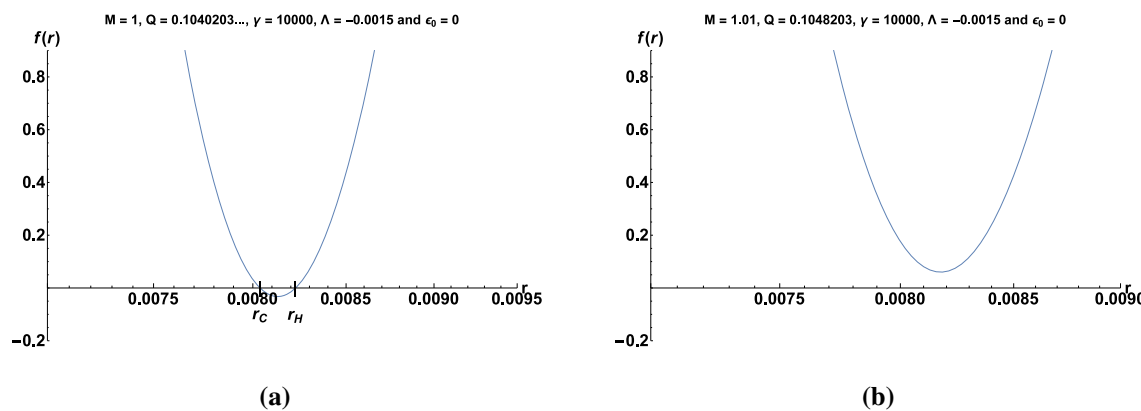 M = 1, Q = 0.1040203..., γ = 10000, Λ = −0.0015 and ϵ₀ = 0
f(r)
0.8
0.6
0.4
0.2
−0.2
0.0075 0.0080 0.0085 0.0090 0.0095
r
r_C r_H
(a)
M = 1.01, Q = 0.1048203, γ = 10000, Λ = −0.0015 and ϵ₀ = 0
f(r)
0.8
0.6
0.4
0.2
−0.2
0.0075 0.0080 0.0085 0.0090
r
(b)